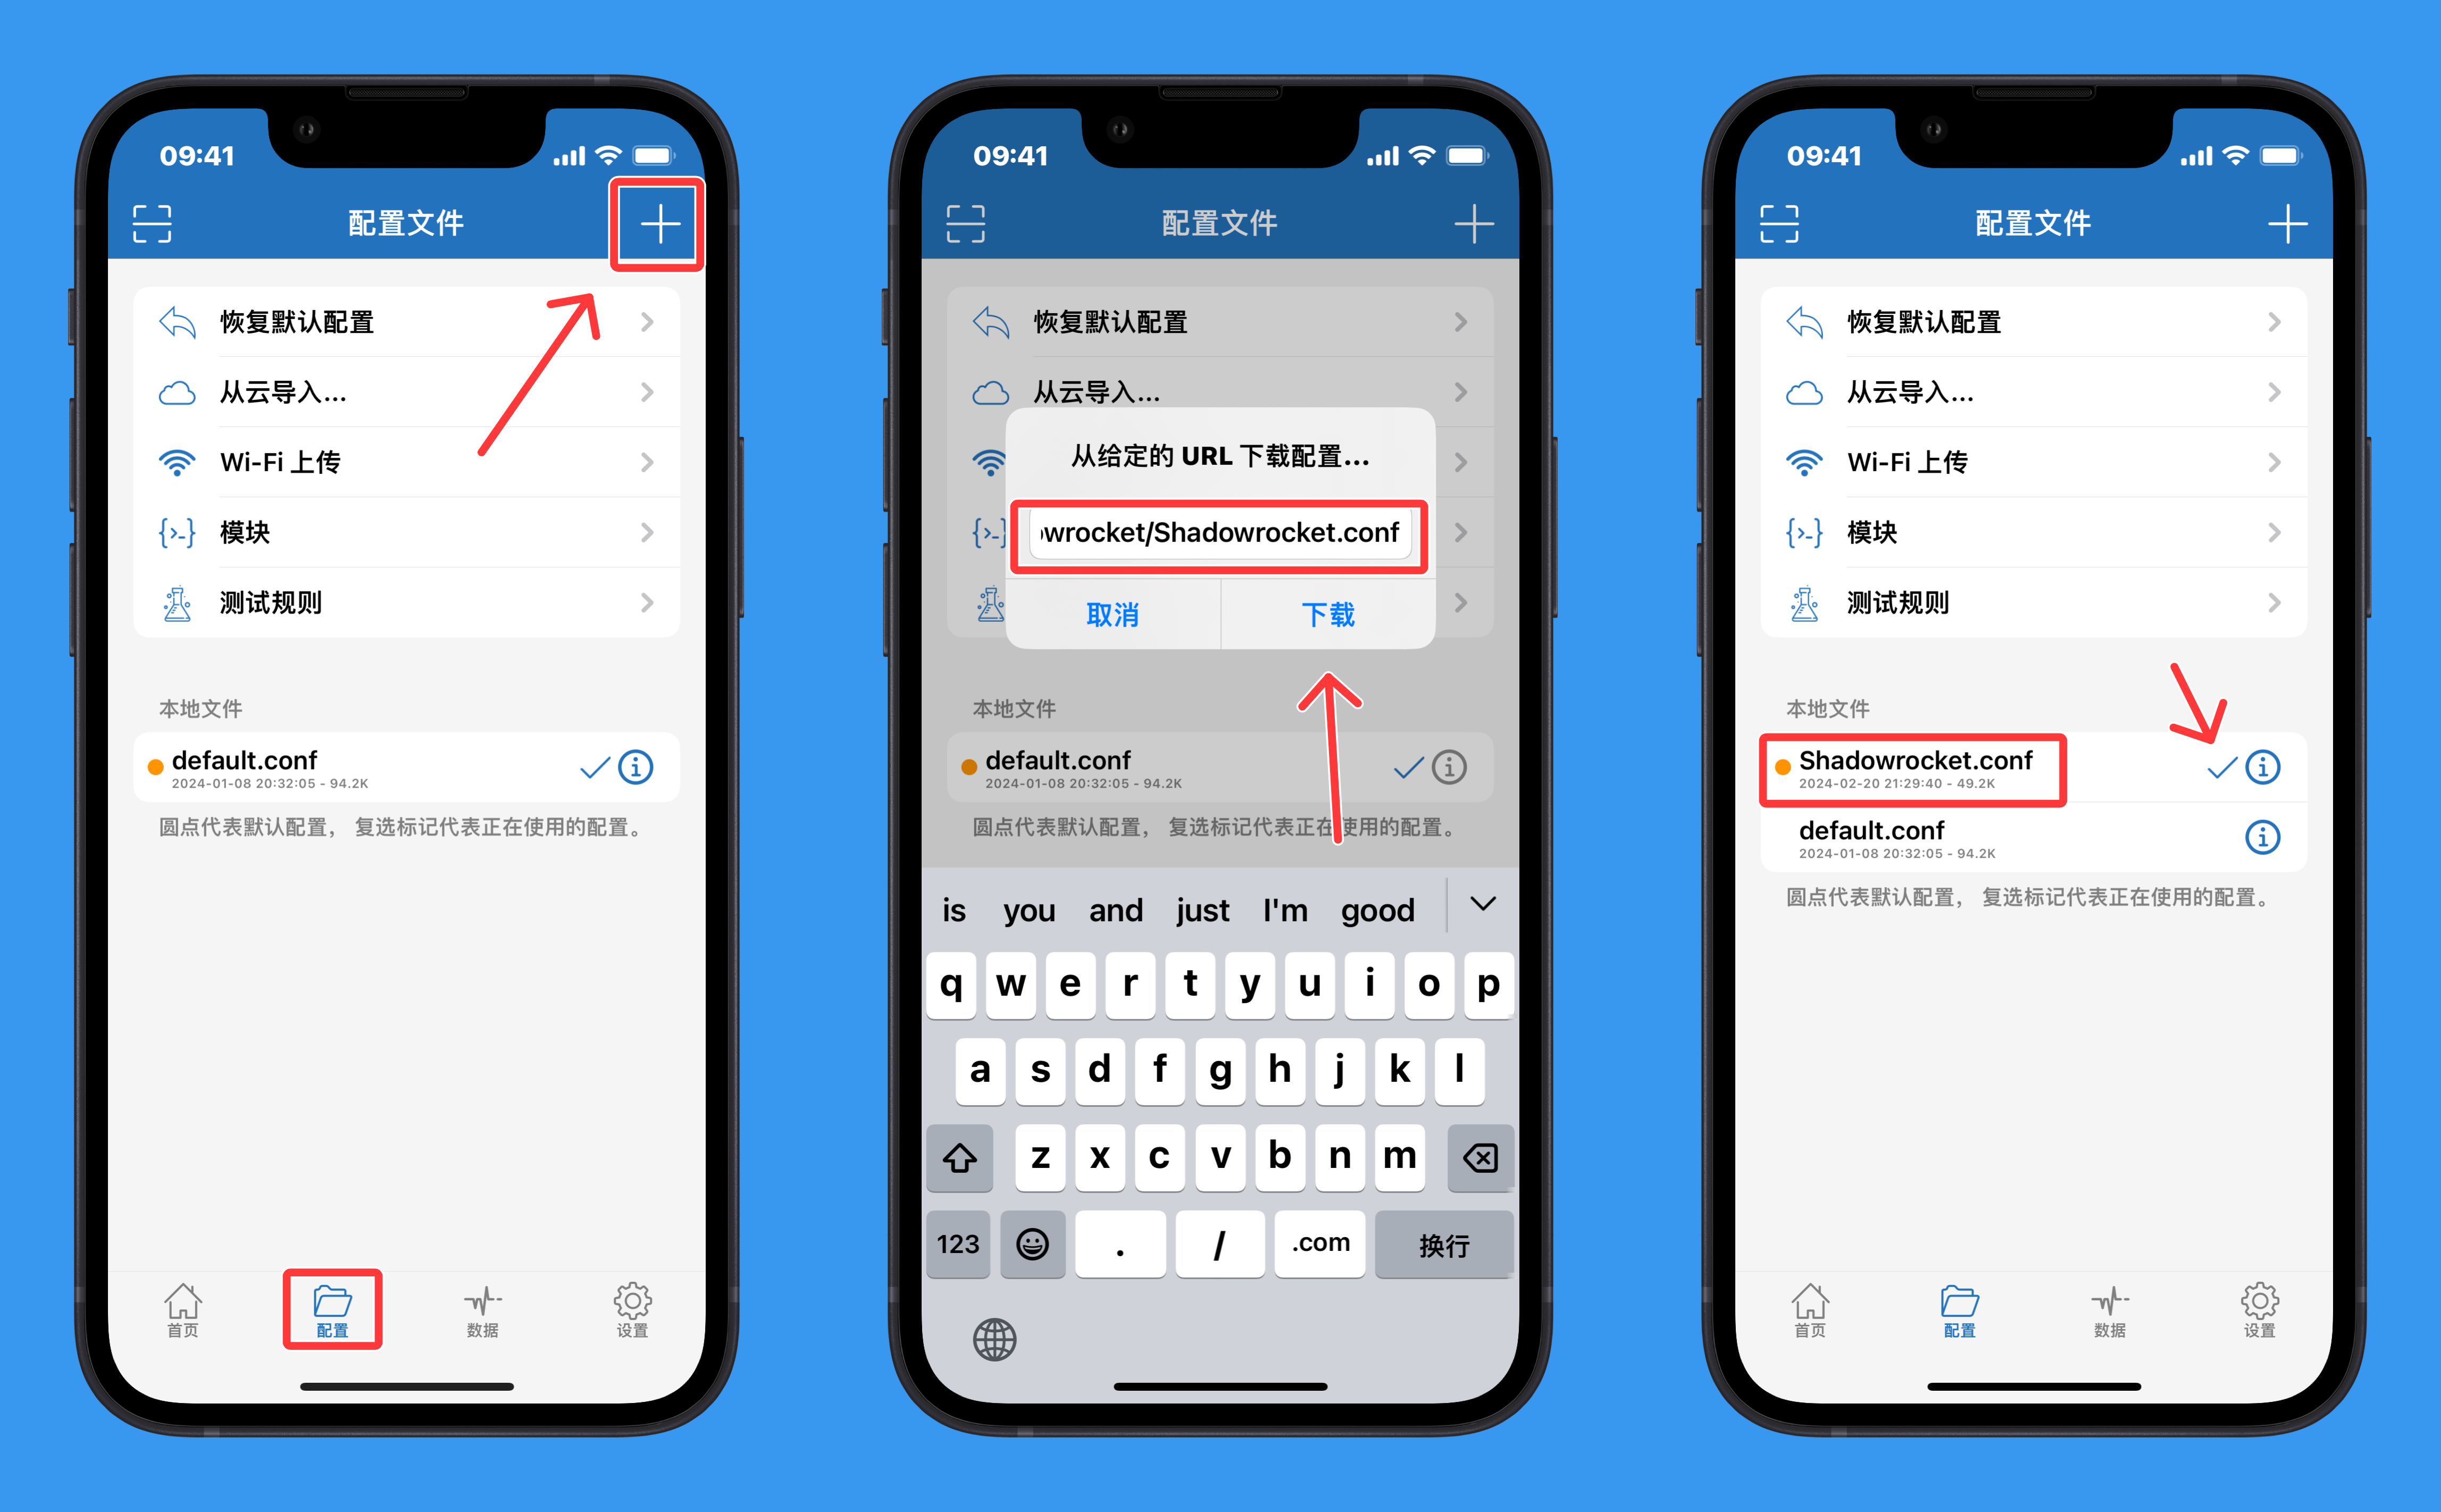 09:41
配置文件
恢复默认配置
从云导入...
Wi-Fi 上传
模块
测试规则
本地文件
default.conf
2024-01-08 20:32:05 - 94.2K
圆点代表默认配置， 复选标记代表正在使用的配置。
首页
配置
数据
设置
09:41
配置文件
恢复默认配置
从云导入...
从给定的 URL 下载配置...
owrocket/Shadowrocket.conf
取消
下载
本地文件
default.conf
2024-01-08 20:32:05 - 94.2K
圆点代表默认配置， 复选标记代表正在使用的配置。
is you and just I'm good
q w e r t y u i o p
a s d f g h j k l
z x c v b n m
123 . / .com 换行
09:41
配置文件
恢复默认配置
从云导入...
Wi-Fi 上传
模块
测试规则
本地文件
Shadowrocket.conf
2024-02-20 21:29:40 - 49.2K
default.conf
2024-01-08 20:32:05 - 94.2K
圆点代表默认配置， 复选标记代表正在使用的配置。
首页
配置
数据
设置